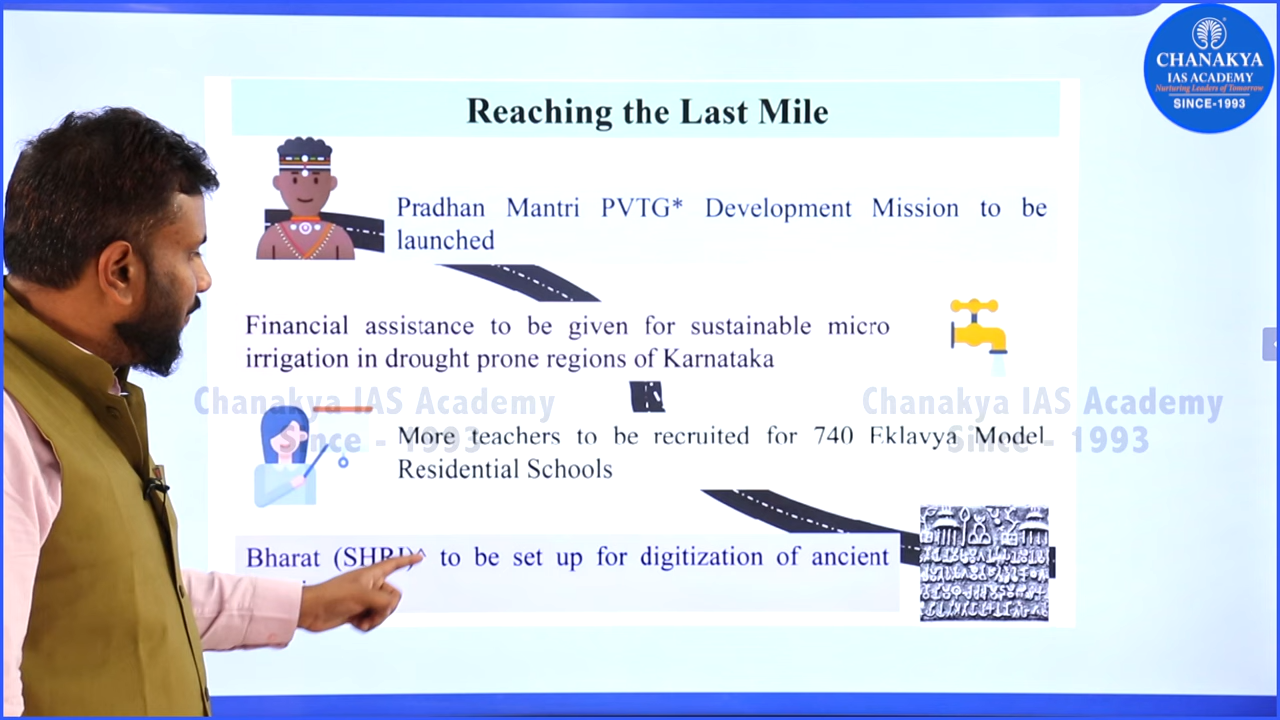 CHANAKYA
IAS ACADEMY
Nurturing Leaders of Tomorrow
SINCE-1993
Reaching the Last Mile
Pradhan Mantri PVTG* Development Mission to be
launched
Financial assistance to be given for sustainable micro
irrigation in drought prone regions of Karnataka
Chanakya IAS Academy
Since - 1993
Chanakya IAS Academy
Since - 1993
More teachers to be recruited for 740 Eklavya Model
Residential Schools
Bharat (SHRI)^ to be set up for digitization of ancient